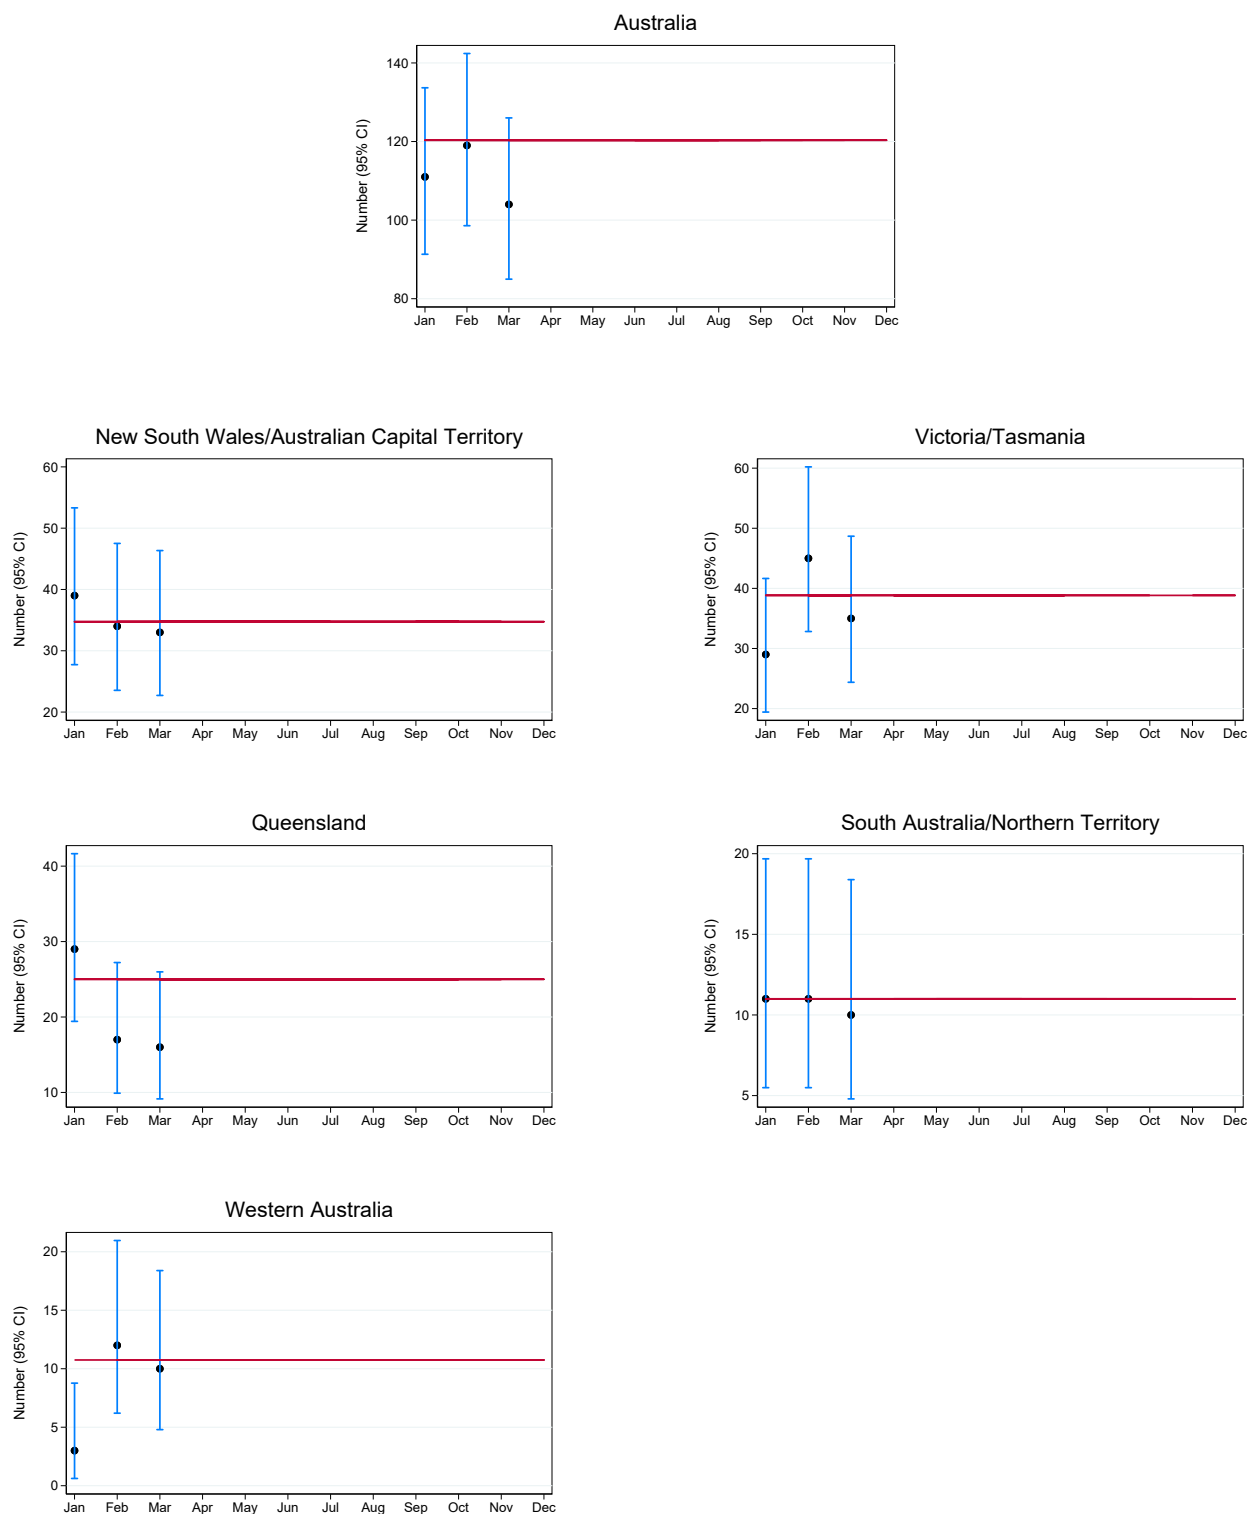 Australia
Number (95% CI)
140
120
100
80
Jan Feb Mar Apr May Jun Jul Aug Sep Oct Nov Dec
New South Wales/Australian Capital Territory
Number (95% CI)
60
50
40
30
20
Jan Feb Mar Apr May Jun Jul Aug Sep Oct Nov Dec
Victoria/Tasmania
Number (95% CI)
60
50
40
30
20
Jan Feb Mar Apr May Jun Jul Aug Sep Oct Nov Dec
Queensland
Number (95% CI)
40
30
20
10
Jan Feb Mar Apr May Jun Jul Aug Sep Oct Nov Dec
South Australia/Northern Territory
Number (95% CI)
20
15
10
5
Jan Feb Mar Apr May Jun Jul Aug Sep Oct Nov Dec
Western Australia
Number (95% CI)
20
15
10
5
0
Jan Feb Mar Apr May Jun Jul Aug Sep Oct Nov Dec